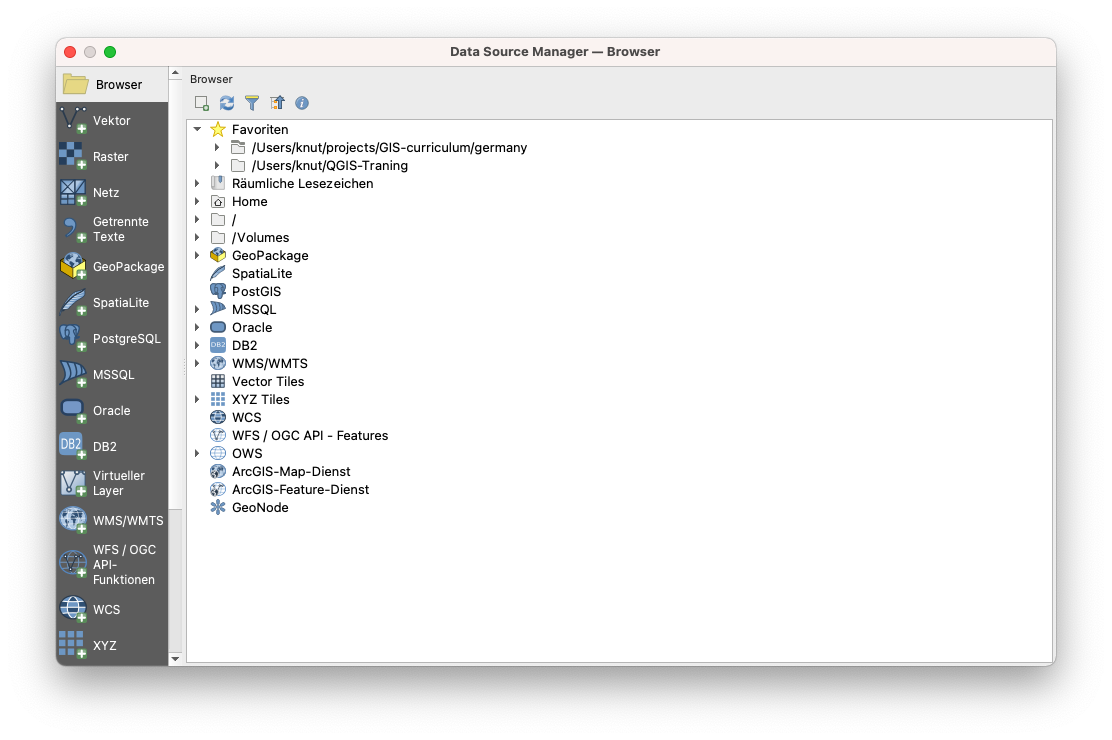 Data Source Manager — Browser
Browser
Vektor
Raster
Netz
Getrennte
Texte
GeoPackage
SpatiaLite
PostgreSQL
MSSQL
Oracle
DB2
DB2
Virtueller
Layer
WMS/WMTS
WFS / OGC
API-
Funktionen
WCS
XYZ
Browser
Favoriten
/Users/knut/projects/GIS-curriculum/germany
/Users/knut/QGIS-Traning
Räumliche Lesezeichen
Home
/
/Volumes
GeoPackage
SpatiaLite
PostGIS
MSSQL
Oracle
DB2 DB2
WMS/WMTS
Vector Tiles
XYZ Tiles
WCS
WFS / OGC API - Features
OWS
ArcGIS-Map-Dienst
ArcGIS-Feature-Dienst
GeoNode